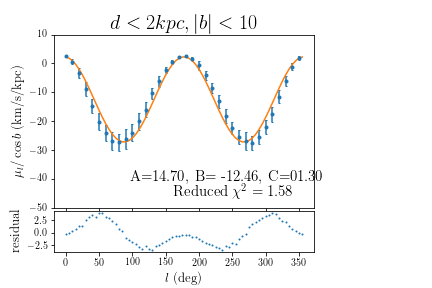 d < 2kpc, |b| < 10
10
0
−10
−20
−30
−40
−50
μl/ cos b (km/s/kpc)
A=14.70, B= -12.46, C=01.30
Reduced χ² = 1.58
2.5
0.0
−2.5
residual
0 50 100 150 200 250 300 350
l (deg)